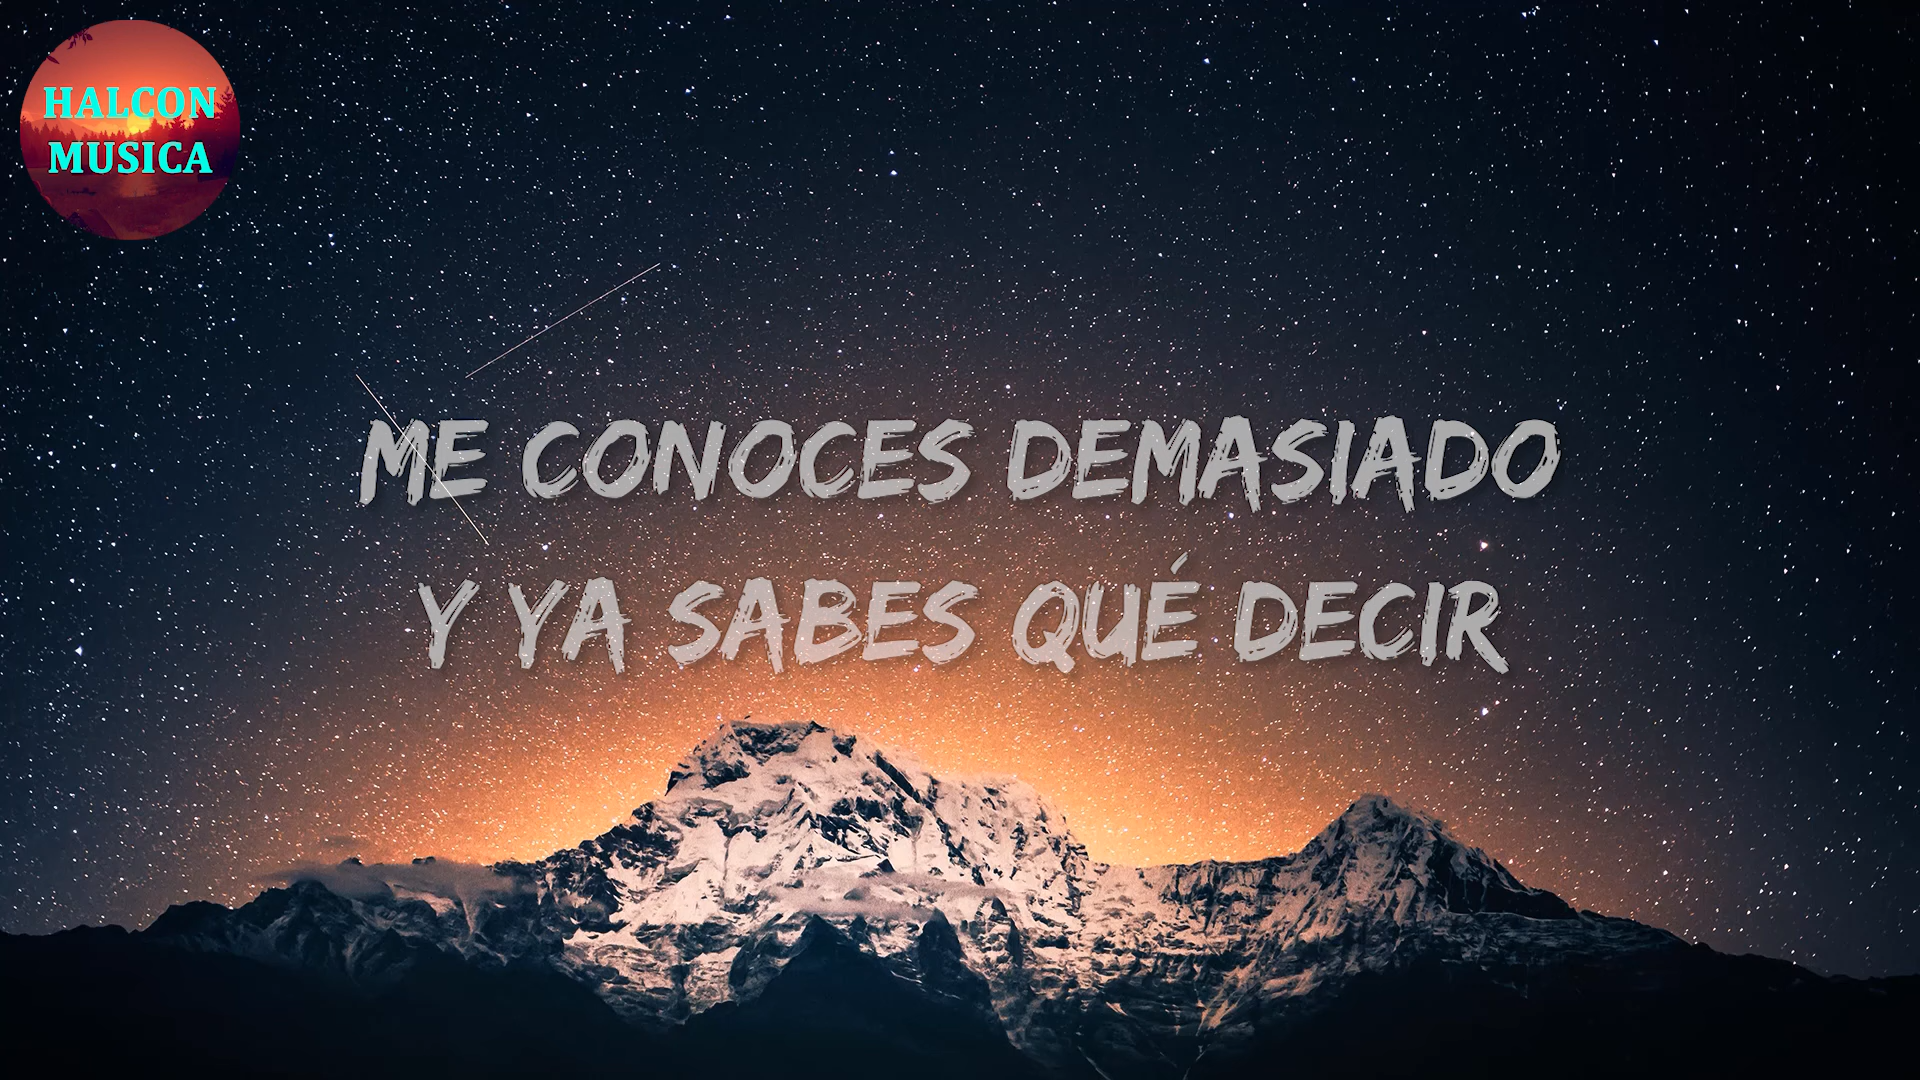 HALCON
MUSICA
ME CONOCES DEMASIADO
Y YA SABES QUÉ DECIR